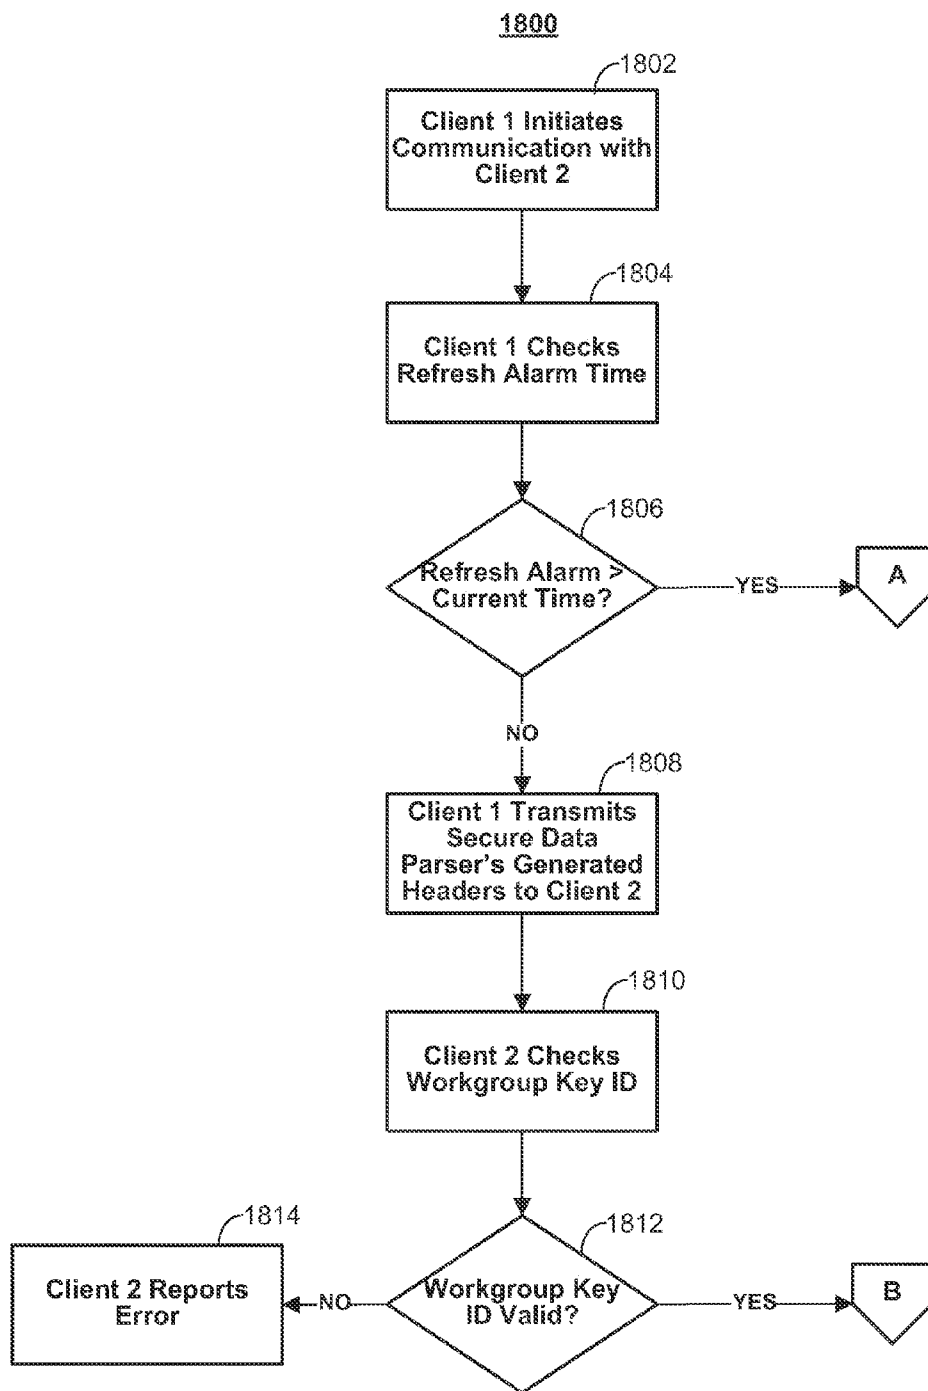 1800
1802
Client 1 Initiates
Communication with
Client 2
1804
Client 1 Checks
Refresh Alarm Time
1806
Refresh Alarm >
Current Time?
YES
A
NO
1808
Client 1 Transmits
Secure Data
Parser's Generated
Headers to Client 2
1810
Client 2 Checks
Workgroup Key ID
1814
Client 2 Reports
Error
NO
1812
Workgroup Key
ID Valid?
YES
B